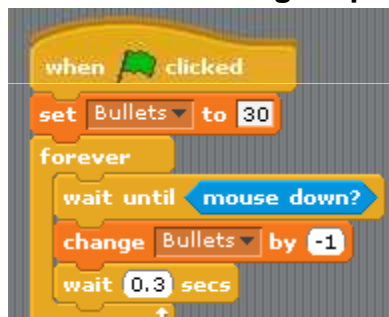 when clicked
set Bullets to 30
forever
wait until mouse down?
change Bullets by -1
wait 0.3 secs